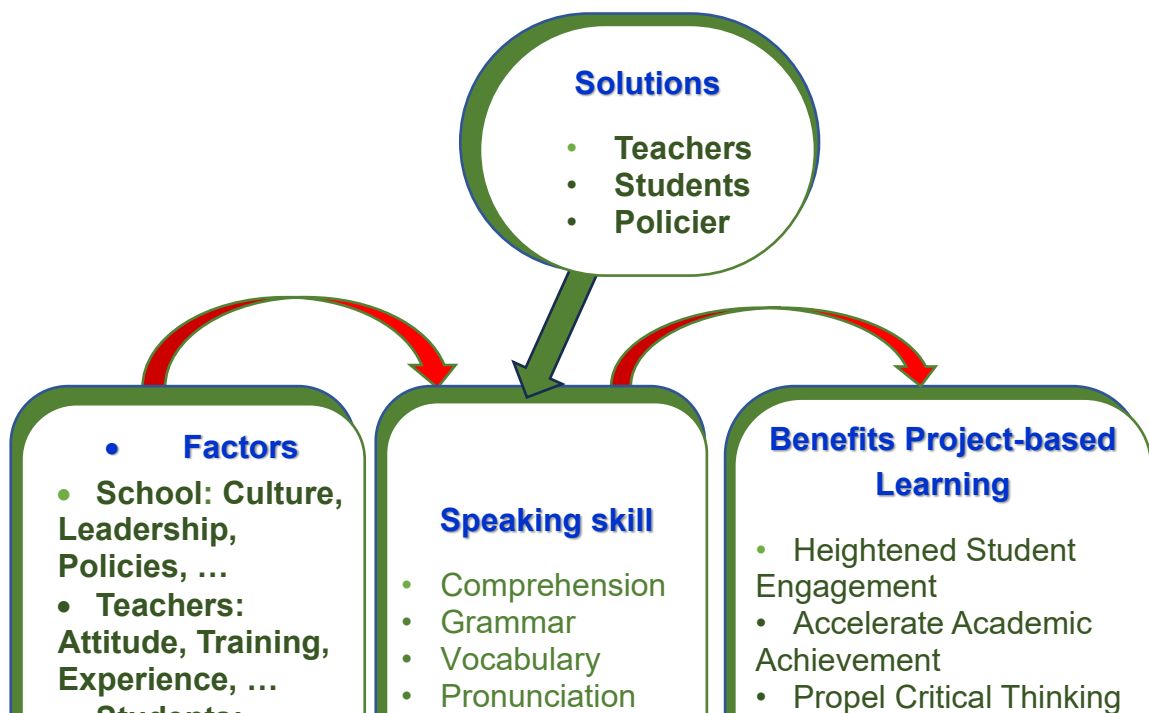 Solutions
• Teachers
• Students
• Policier
• Factors
• School: Culture,
Leadership,
Policies, …
• Teachers:
Attitude, Training,
Experience, …
Students:
Speaking skill
• Comprehension
• Grammar
• Vocabulary
• Pronunciation
Benefits Project-based
Learning
• Heightened Student
Engagement
• Accelerate Academic
Achievement
• Propel Critical Thinking